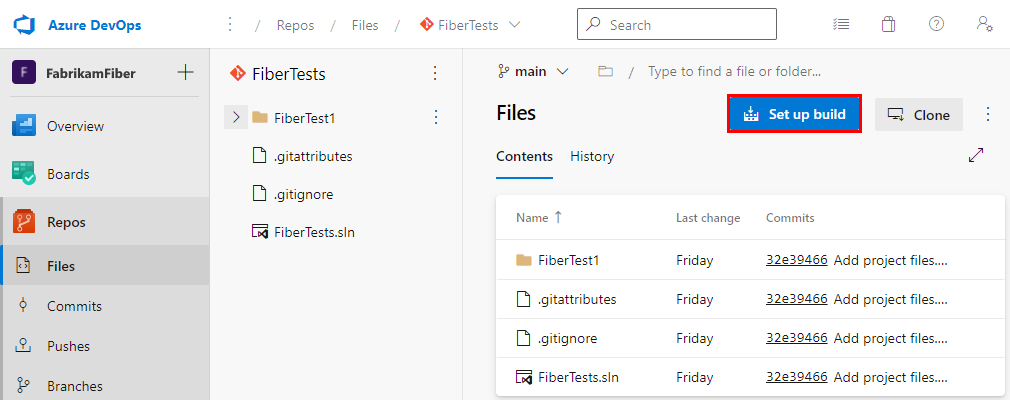 Azure DevOps / Repos / Files / FiberTests Search
F FabrikamFiber
Overview
Boards
Repos
Files
Commits
Pushes
Branches
FiberTests
FiberTest1
.gitattributes
.gitignore
FiberTests.sln
main / Type to find a file or folder...
Files Set up build Clone
Contents History
Name ↑ Last change Commits
FiberTest1 Friday 32e39466 Add project files....
.gitattributes Friday 32e39466 Add project files....
.gitignore Friday 32e39466 Add project files....
FiberTests.sln Friday 32e39466 Add project files....